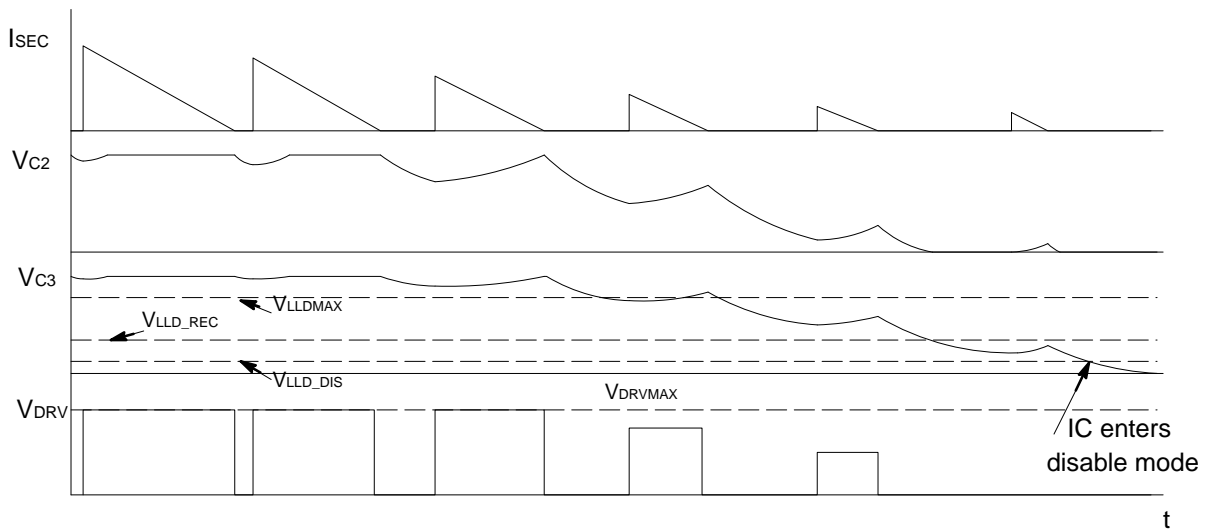 ISEC
VC2
VC3
VLLDMAX
VLLD_REC
VLLD_DIS
VDRVMAX
VDRV
IC enters
disable mode
t